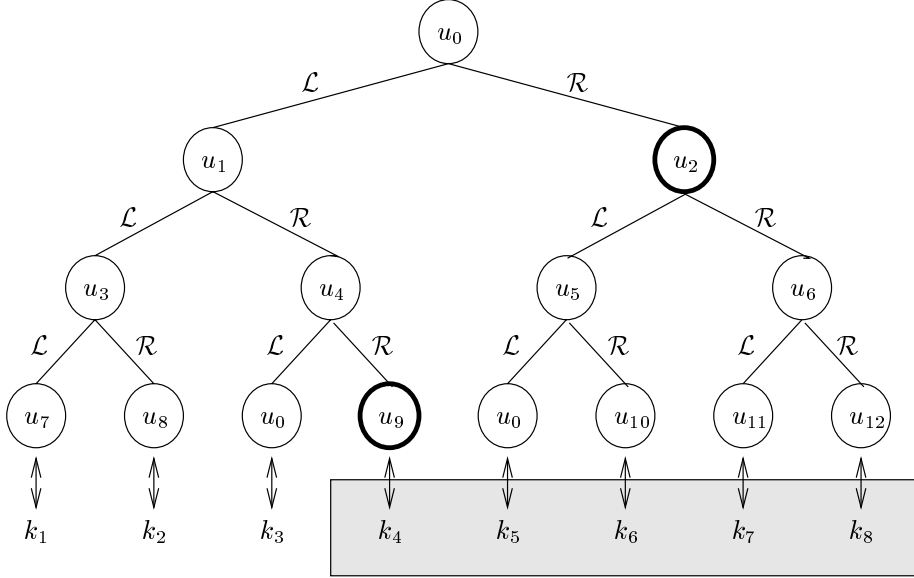 u₀
ℒ ℛ
u₁ u₂
ℒ ℛ ℒ ℛ
u₃ u₄ u₅ u₆
ℒ ℛ ℒ ℛ ℒ ℛ ℒ ℛ
u₇ u₈ u₀ u₉ u₀ u₁₀ u₁₁ u₁₂
k₁ k₂ k₃ k₄ k₅ k₆ k₇ k₈